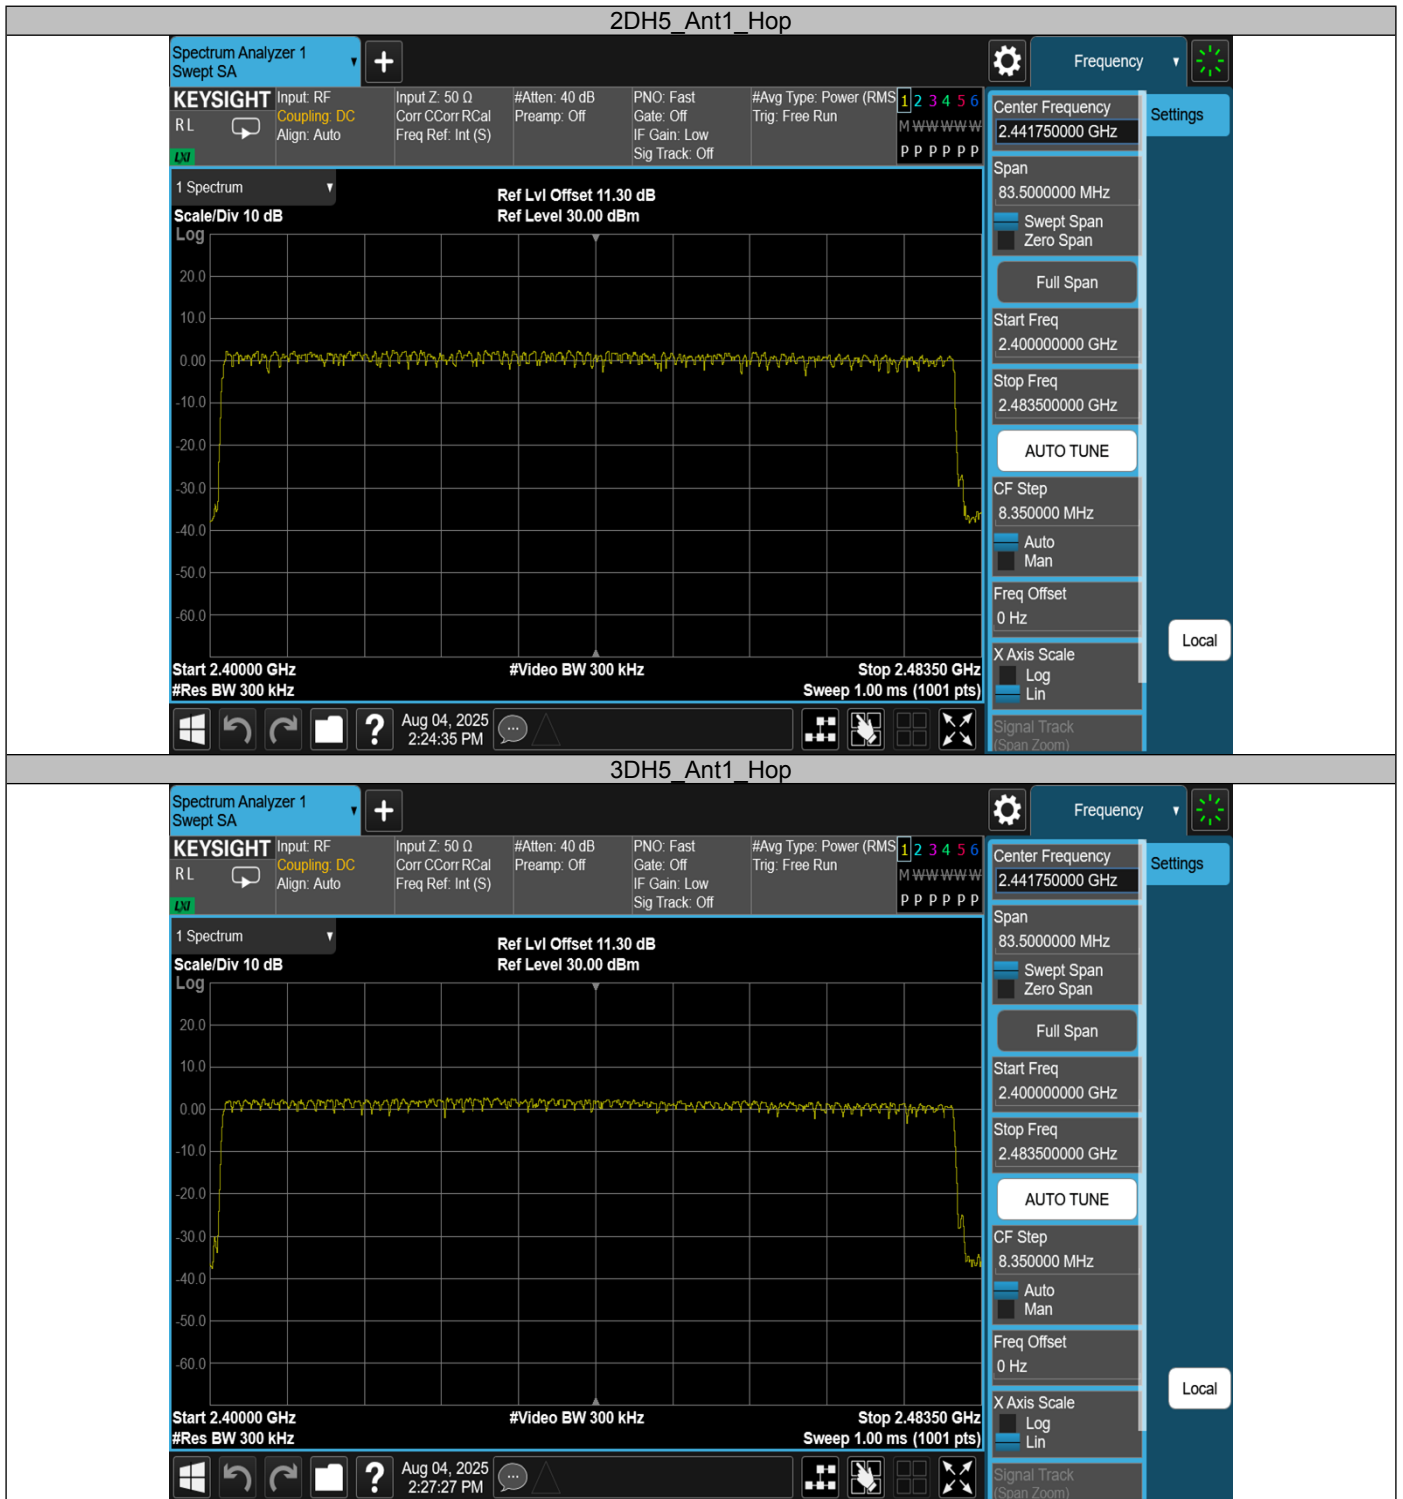 2DH5_Ant1_Hop
Spectrum Analyzer 1
Swept SA
Frequency
KEYSIGHT
RL
LXI
Input: RF
Coupling: DC
Align: Auto
Input Z: 50 Ω
Corr CCorr RCal
Freq Ref: Int (S)
#Atten: 40 dB
Preamp: Off
PNO: Fast
Gate: Off
IF Gain: Low
Sig Track: Off
#Avg Type: Power (RMS
Trig: Free Run
1 2 3 4 5 6
M W W W W W
P P P P P P
Center Frequency
2.441750000 GHz
Settings
Span
83.5000000 MHz
Swept Span
Zero Span
Full Span
Start Freq
2.400000000 GHz
Stop Freq
2.483500000 GHz
AUTO TUNE
CF Step
8.350000 MHz
Auto
Man
Freq Offset
0 Hz
X Axis Scale
Log
Lin
Signal Track
(Span Zoom)
Local
1 Spectrum
Scale/Div 10 dB
Ref Lvl Offset 11.30 dB
Ref Level 30.00 dBm
Log
20.0
10.0
0.00
-10.0
-20.0
-30.0
-40.0
-50.0
-60.0
Start 2.40000 GHz
#Video BW 300 kHz
Stop 2.48350 GHz
#Res BW 300 kHz
Sweep 1.00 ms (1001 pts)
?
Aug 04, 2025
2:24:35 PM
3DH5_Ant1_Hop
Spectrum Analyzer 1
Swept SA
Frequency
KEYSIGHT
RL
LXI
Input: RF
Coupling: DC
Align: Auto
Input Z: 50 Ω
Corr CCorr RCal
Freq Ref: Int (S)
#Atten: 40 dB
Preamp: Off
PNO: Fast
Gate: Off
IF Gain: Low
Sig Track: Off
#Avg Type: Power (RMS
Trig: Free Run
1 2 3 4 5 6
M W W W W W
P P P P P P
Center Frequency
2.441750000 GHz
Settings
Span
83.5000000 MHz
Swept Span
Zero Span
Full Span
Start Freq
2.400000000 GHz
Stop Freq
2.483500000 GHz
AUTO TUNE
CF Step
8.350000 MHz
Auto
Man
Freq Offset
0 Hz
X Axis Scale
Log
Lin
Signal Track
(Span Zoom)
Local
1 Spectrum
Scale/Div 10 dB
Ref Lvl Offset 11.30 dB
Ref Level 30.00 dBm
Log
20.0
10.0
0.00
-10.0
-20.0
-30.0
-40.0
-50.0
-60.0
Start 2.40000 GHz
#Video BW 300 kHz
Stop 2.48350 GHz
#Res BW 300 kHz
Sweep 1.00 ms (1001 pts)
?
Aug 04, 2025
2:27:27 PM